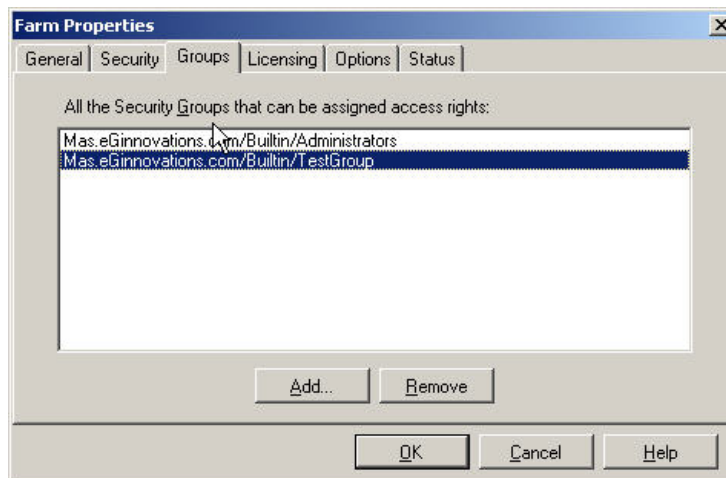 Farm Properties
General Security Groups Licensing Options Status
All the Security Groups that can be assigned access rights:
Mas.eGinnovations.com/Builtin/Administrators
Mas.eGinnovations.com/Builtin/TestGroup
Add... Remove
OK Cancel Help